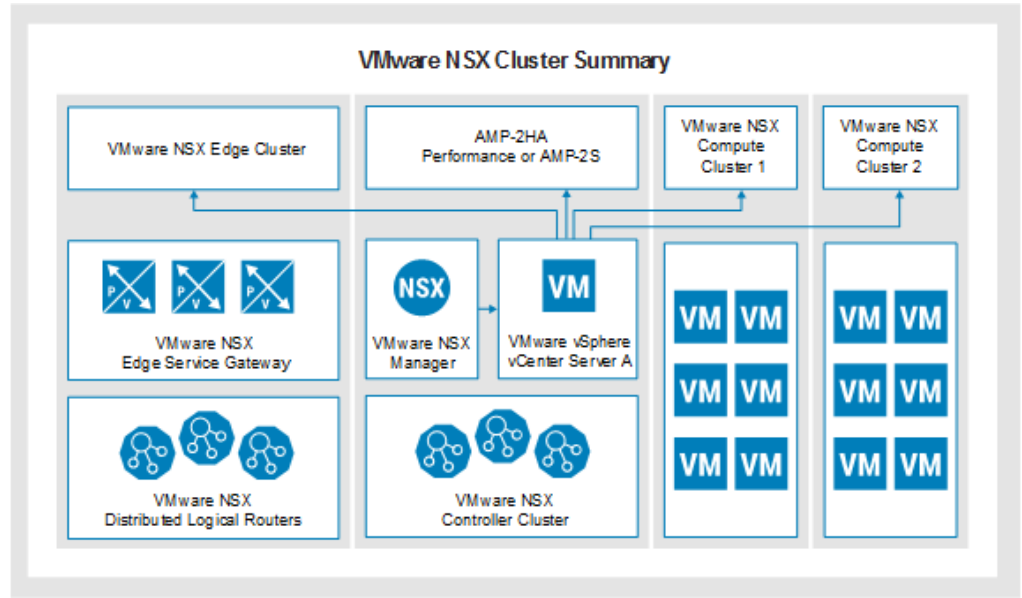 VMware NSX Cluster Summary
VMware NSX Edge Cluster
AMP-2HA
Performance or AMP-2S
VMware NSX
Compute
Cluster 1
VMware NSX
Compute
Cluster 2
P V
P V
P V
VMware NSX
Edge Service Gateway
NSX
VMware NSX
Manager
VM
VMware vSphere
vCenter Server A
VMware NSX
Distributed Logical Routers
VMware NSX
Controller Cluster
VM VM
VM VM
VM VM
VM VM
VM VM
VM VM